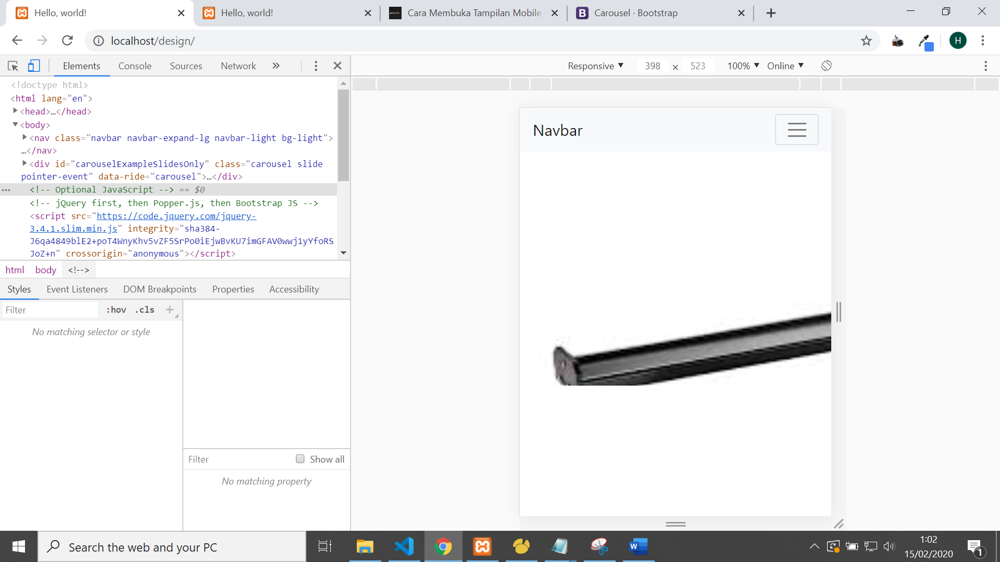 Hello, world!
Hello, world!
Cara Membuka Tampilan Mobile
B
Carousel · Bootstrap
localhost/design/
H
Elements
Console
Sources
Network
Responsive
398
×
523
100%
Online
<!doctype html>
<html lang="en">
<head>…</head>
<body>
<nav class="navbar navbar-expand-lg navbar-light bg-light">
…</nav>
<div id="carouselExampleSlidesOnly" class="carousel slide
pointer-event" data-ride="carousel">…</div>
<!-- Optional JavaScript --> == $0
<!-- jQuery first, then Popper.js, then Bootstrap JS -->
<script src="https://code.jquery.com/jquery-
3.4.1.slim.min.js" integrity="sha384-
J6qa4849blE2+poT4WnyKhv5vZF5SrPo0iEjwBvKU7imGFAV0wwj1yYfoRS
JoZ+n" crossorigin="anonymous"></script>
html
body
<!-->
Styles
Event Listeners
DOM Breakpoints
Properties
Accessibility
Filter
:hov
.cls
No matching selector or style
Filter
Show all
No matching property
Navbar
Search the web and your PC
W
1:02
15/02/2020
1